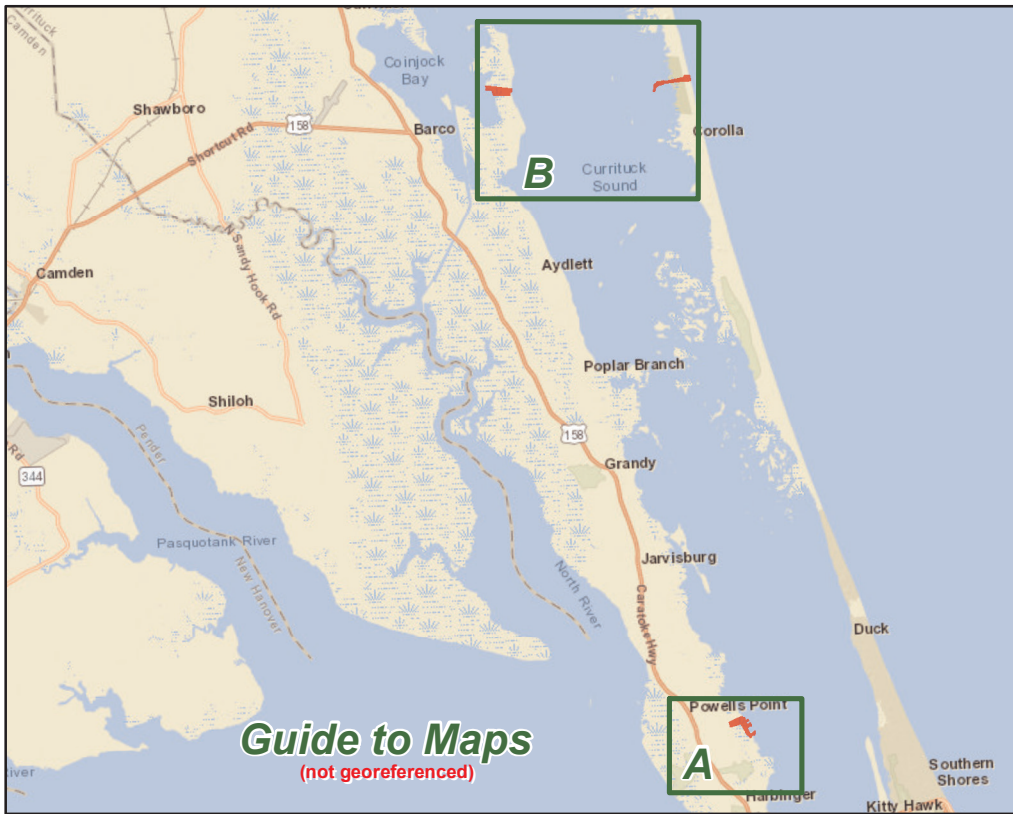 Currituck
Camden
Coinjock
Bay
Shawboro
158
Barco
Shortcut Rd
Corolla
B
Currituck
Sound
N Sandy Hook Rd
Aydlett
Camden
Poplar Branch
Shiloh
158
Grandy
Pender
Rd
344
Pasquotank River
New Hanover
North River
Jarvisburg
Caratoke Hwy
Duck
Powells Point
Guide to Maps
(not georeferenced)
A
Southern
Shores
Harbinger
River
Kitty Hawk